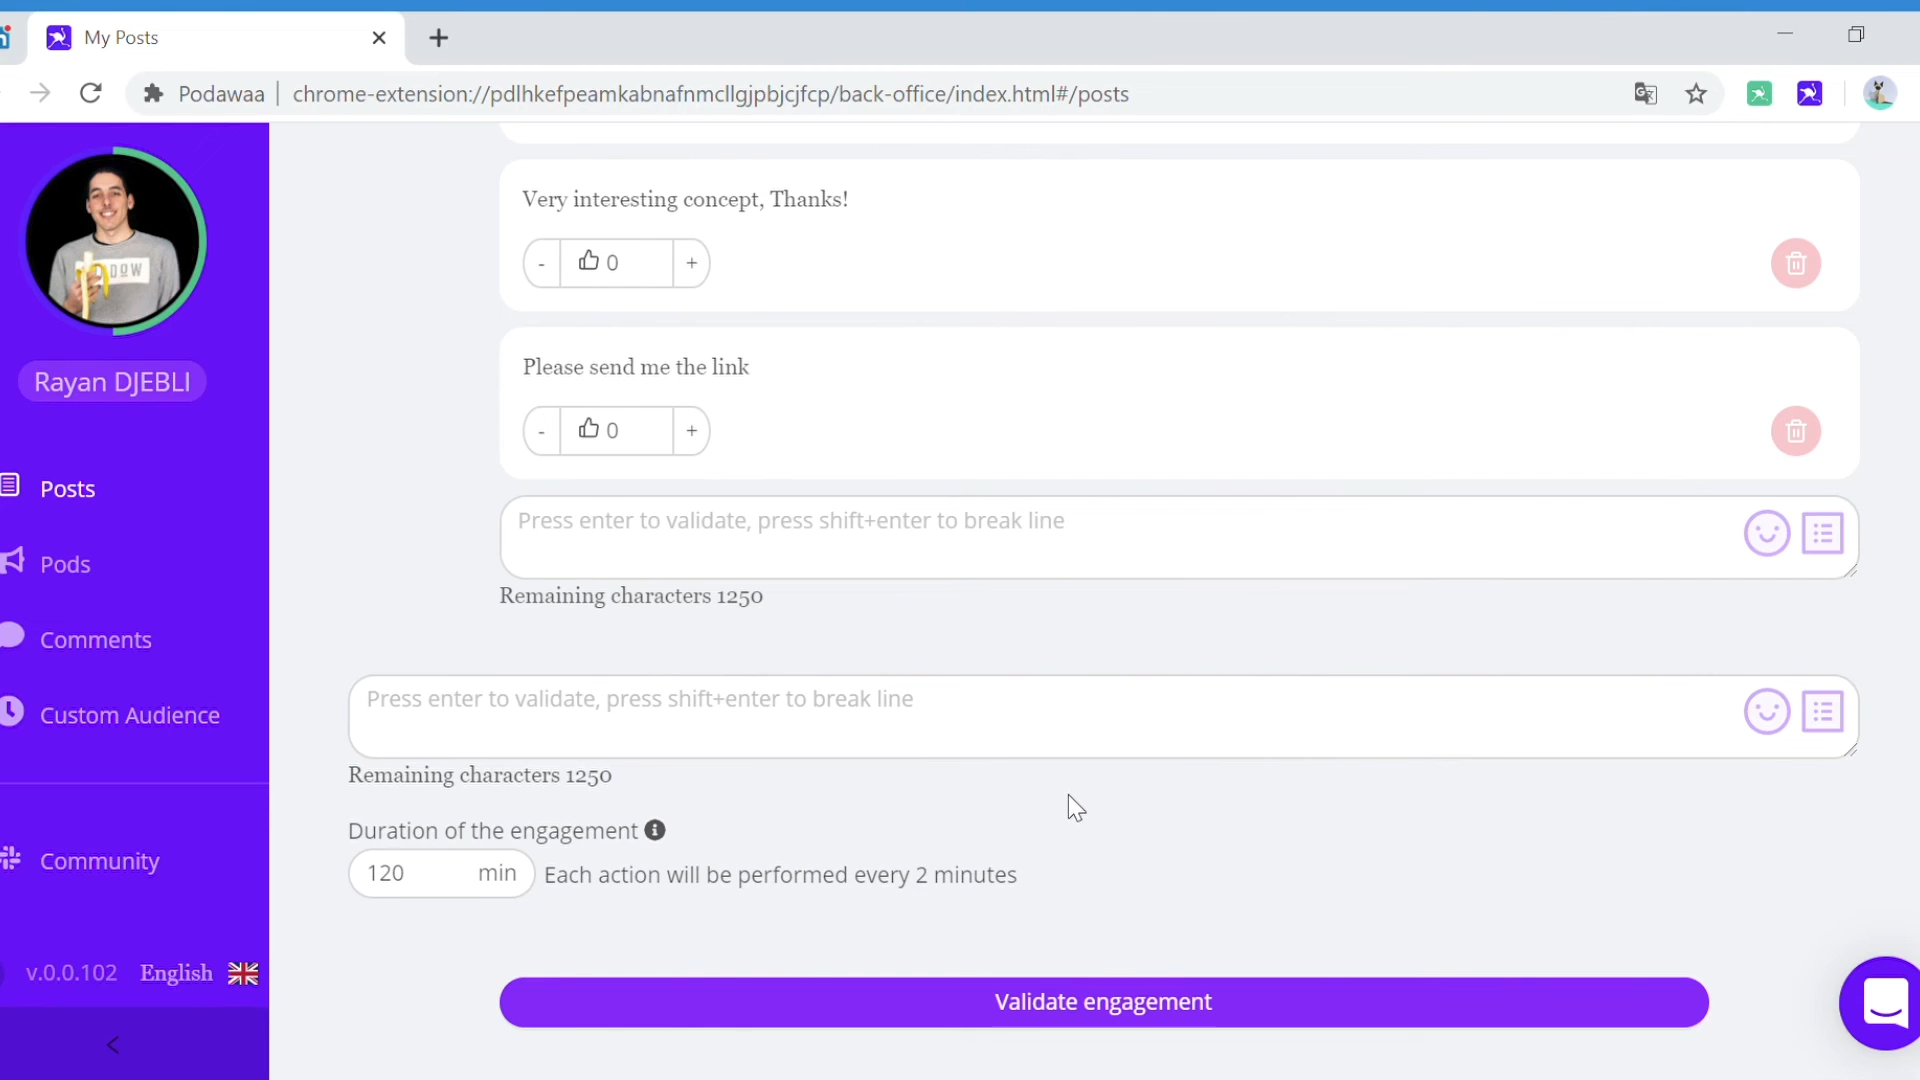 My Posts
Podawaa | chrome-extension://pdlhkefpeamkabnafnmcllgjpbjcjfcp/back-office/index.html#/posts
Rayan DJEBLI
Posts
Pods
Comments
Custom Audience
Community
v.0.0.102 English
Very interesting concept, Thanks!
- 0 +
Please send me the link
- 0 +
Press enter to validate, press shift+enter to break line
Remaining characters 1250
Press enter to validate, press shift+enter to break line
Remaining characters 1250
Duration of the engagement
120 min Each action will be performed every 2 minutes
Validate engagement